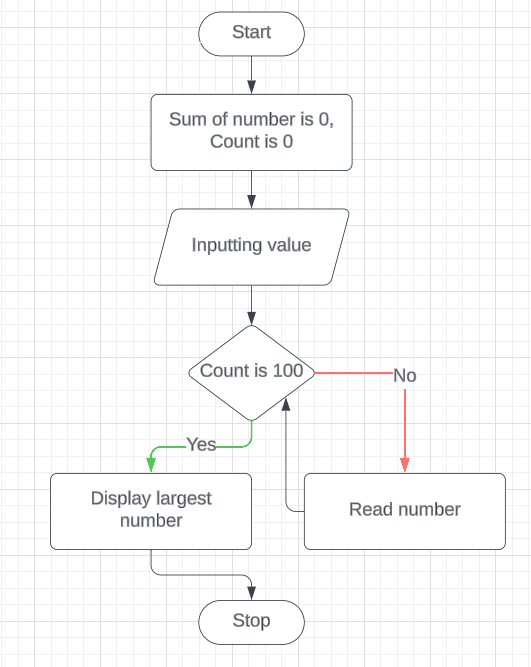 Start
Sum of number is 0,
Count is 0
Inputting value
Count is 100
No
Yes
Display largest
number
Read number
Stop